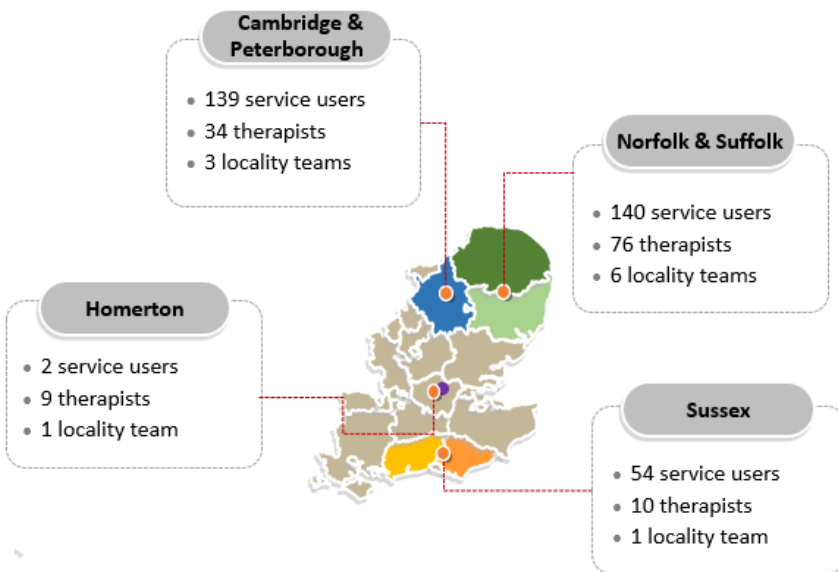 Cambridge &
Peterborough
• 139 service users
• 34 therapists
• 3 locality teams
Norfolk & Suffolk
• 140 service users
• 76 therapists
• 6 locality teams
Homerton
• 2 service users
• 9 therapists
• 1 locality team
Sussex
• 54 service users
• 10 therapists
• 1 locality team